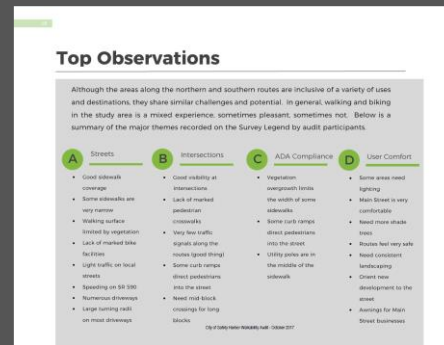 Top Observations
Although the areas along the northern and southern routes are inclusive of a variety of uses
and destinations, they share similar challenges and potential. In general, walking and biking
in the study area is a mixed experience, sometimes pleasant, sometimes not. Below is a
summary of the major themes recorded on the Survey Legend by audit participants.
A Streets
• Good sidewalk
coverage
• Some sidewalks are
very narrow
• Walking surface
limited by vegetation
• Lack of marked bike
facilities
• Light traffic on local
streets
• Speeding on SR 590
• Numerous driveways
• Large turning radii
on most driveways
B Intersections
• Good visibility at
intersections
• Lack of marked
pedestrian
crosswalks
• Very few traffic
signals along the
routes (good thing)
• Some curb ramps
direct pedestrians
into the street
• Need mid-block
crossings for long
blocks
C ADA Compliance
• Vegetation
overgrowth limits
the width of some
sidewalks
• Some curb ramps
direct pedestrians
into the street
• Utility poles are in
the middle of the
sidewalk
D User Comfort
• Some areas need
lighting
• Main Street is very
comfortable
• Need more shade
trees
• Routes feel very safe
• Need consistent
landscaping
• Orient new
development to the
street
• Awnings for Main
Street businesses
City of Safety Harbor Walkability Audit - October 2017